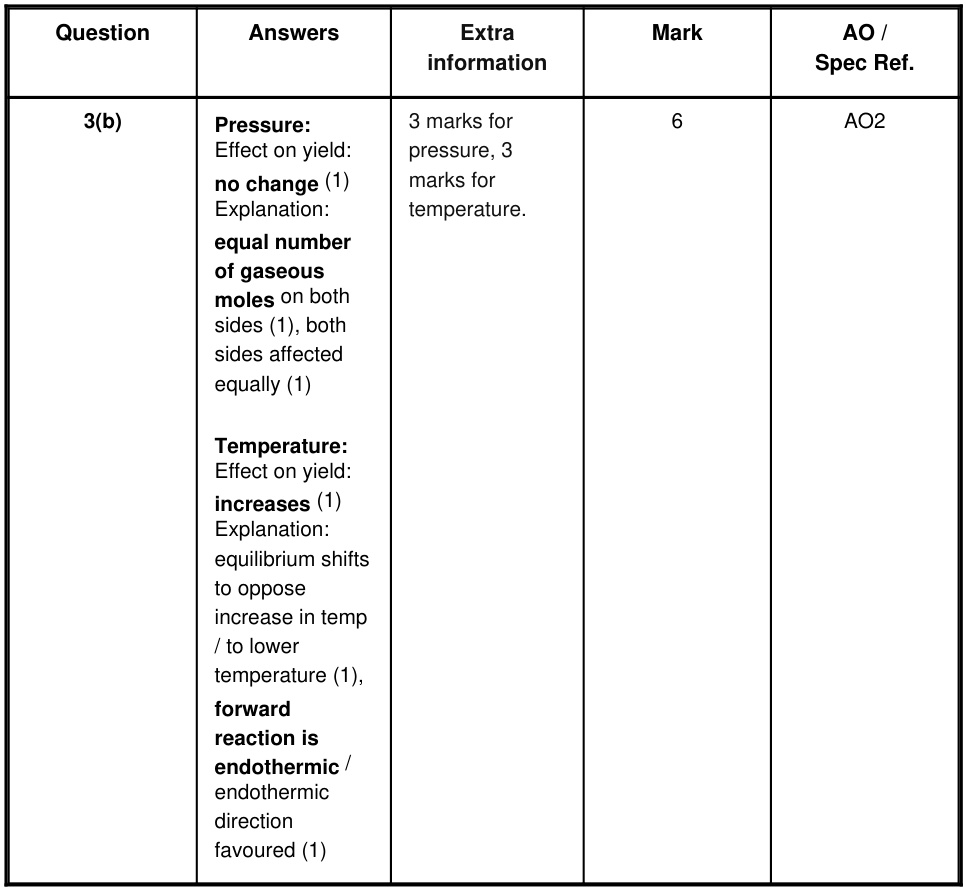 Question
Answers
Extra
information
Mark
AO /
Spec Ref.
3(b)
Pressure:
Effect on yield:
no change (1)
Explanation:
equal number
of gaseous
moles on both
sides (1), both
sides affected
equally (1)
Temperature:
Effect on yield:
increases (1)
Explanation:
equilibrium shifts
to oppose
increase in temp
/ to lower
temperature (1),
forward
reaction is
endothermic /
endothermic
direction
favoured (1)
3 marks for
pressure, 3
marks for
temperature.
6
AO2